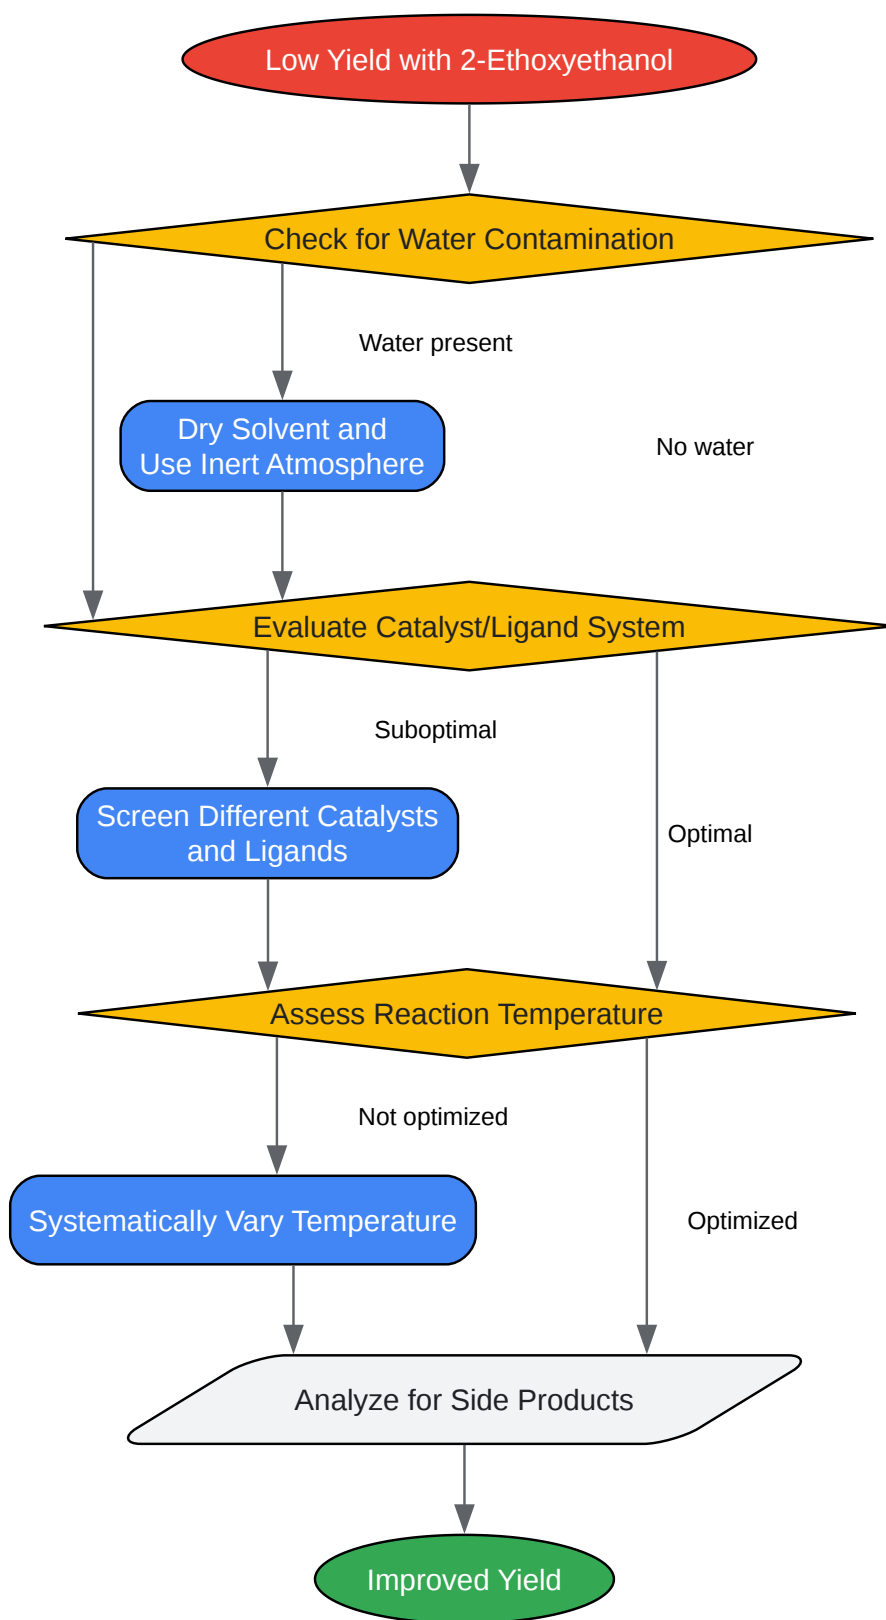 Low Yield with 2-Ethoxyethanol
Check for Water Contamination
Water present
Dry Solvent and
Use Inert Atmosphere
No water
Evaluate Catalyst/Ligand System
Suboptimal
Screen Different Catalysts
and Ligands
Optimal
Assess Reaction Temperature
Not optimized
Systematically Vary Temperature
Optimized
Analyze for Side Products
Improved Yield